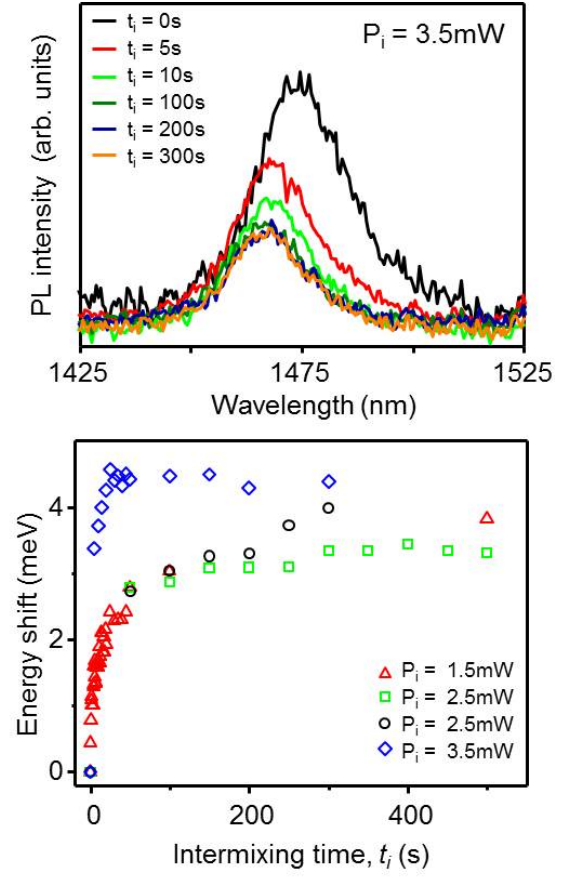 P_i = 3.5mW
t_i = 0s
t_i = 5s
t_i = 10s
t_i = 100s
t_i = 200s
t_i = 300s
PL intensity (arb. units)
1425
1475
1525
Wavelength (nm)
4
2
0
Energy shift (meV)
P_i = 1.5mW
P_i = 2.5mW
P_i = 2.5mW
P_i = 3.5mW
0
200
400
Intermixing time, t_i (s)